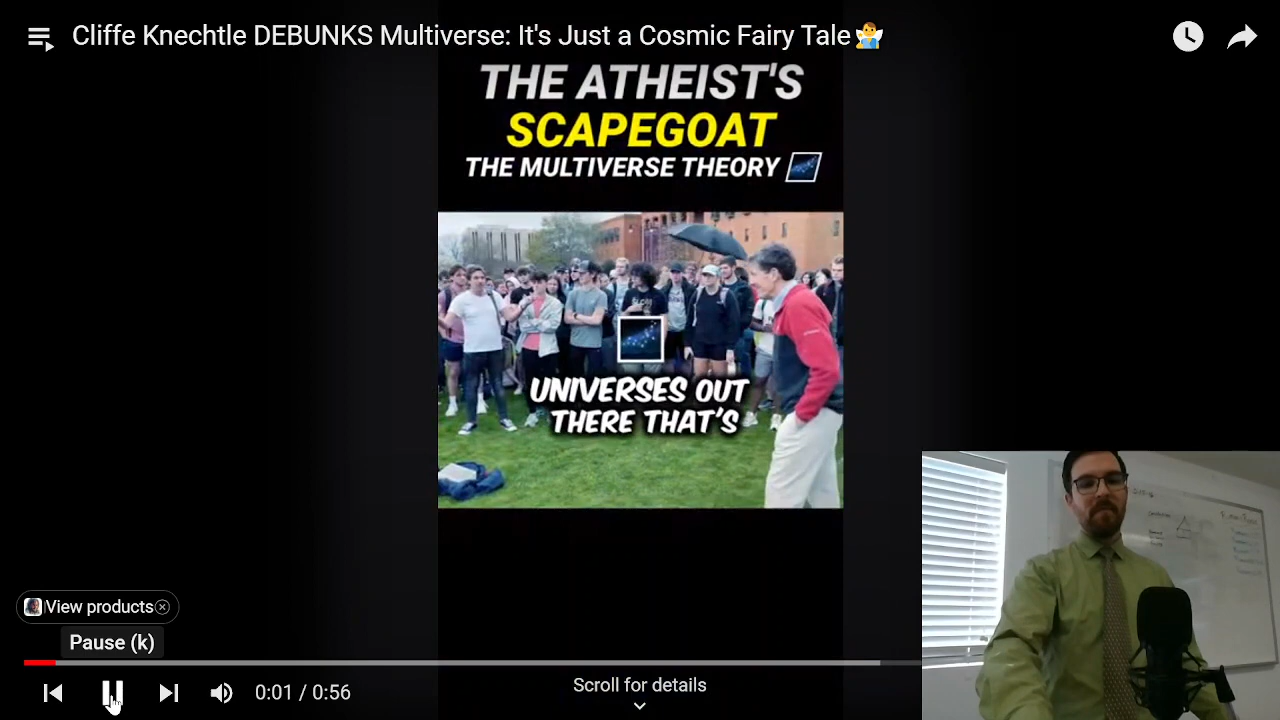 Cliffe Knechtle DEBUNKS Multiverse: It's Just a Cosmic Fairy Tale🧚‍♂️
THE ATHEIST'S
SCAPEGOAT
THE MULTIVERSE THEORY 🌌
UNIVERSES OUT
THERE THAT'S
View products
Pause (k)
0:01 / 0:56
Scroll for details